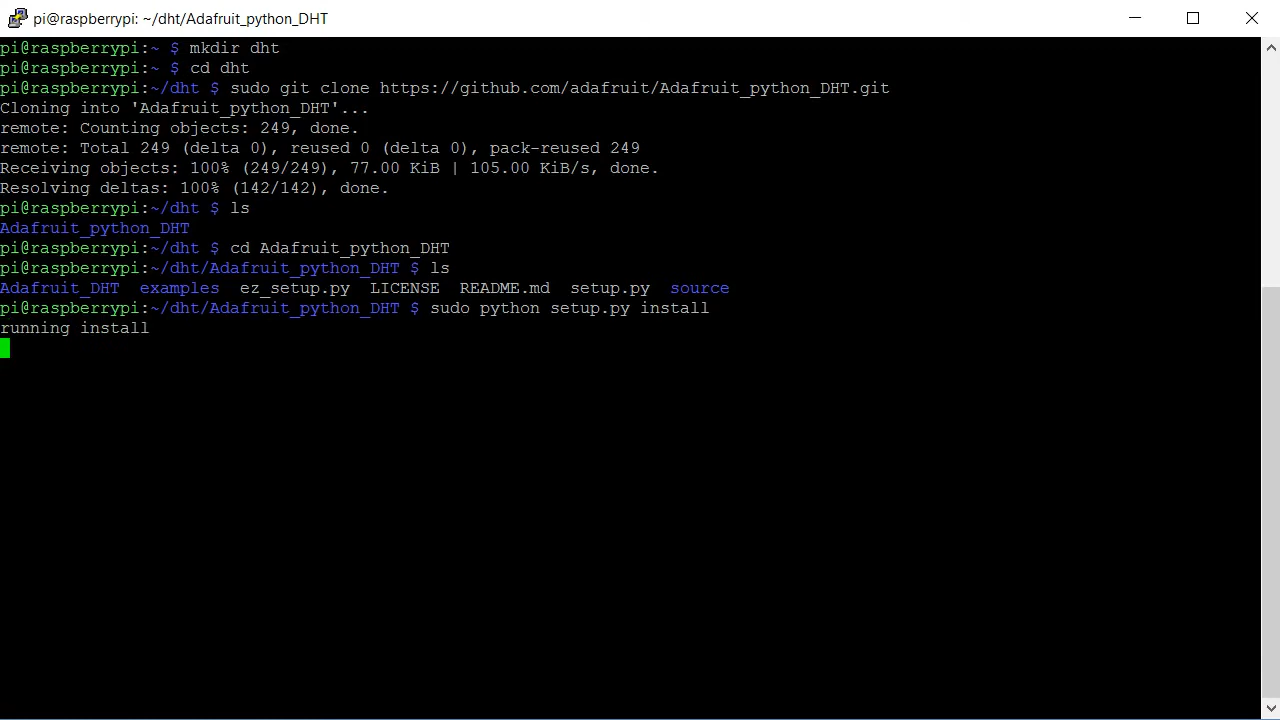 pi@raspberrypi: ~/dht/Adafruit_python_DHT
pi@raspberrypi:~ $ mkdir dht
pi@raspberrypi:~ $ cd dht
pi@raspberrypi:~/dht $ sudo git clone https://github.com/adafruit/Adafruit_python_DHT.git
Cloning into 'Adafruit_python_DHT'...
remote: Counting objects: 249, done.
remote: Total 249 (delta 0), reused 0 (delta 0), pack-reused 249
Receiving objects: 100% (249/249), 77.00 KiB | 105.00 KiB/s, done.
Resolving deltas: 100% (142/142), done.
pi@raspberrypi:~/dht $ ls
Adafruit_python_DHT
pi@raspberrypi:~/dht $ cd Adafruit_python_DHT
pi@raspberrypi:~/dht/Adafruit_python_DHT $ ls
Adafruit_DHT  examples  ez_setup.py  LICENSE  README.md  setup.py  source
pi@raspberrypi:~/dht/Adafruit_python_DHT $ sudo python setup.py install
running install